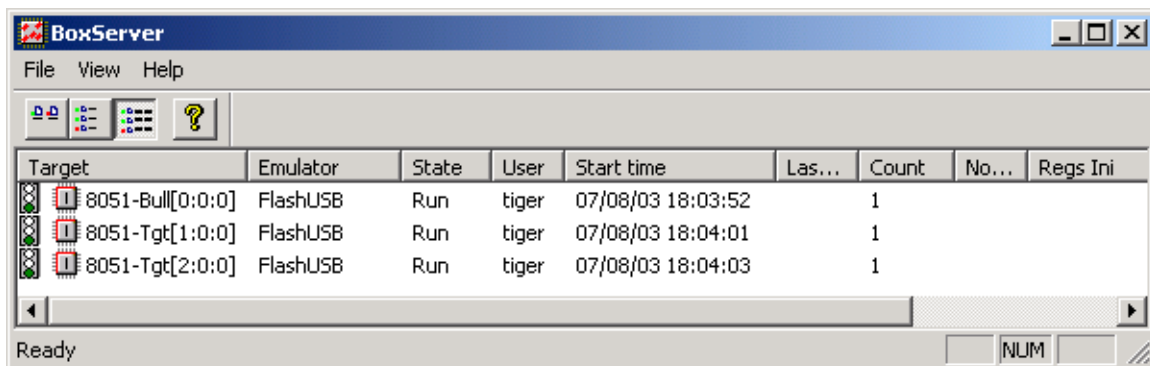 BoxServer
File View Help
Target Emulator State User Start time Las... Count No... Regs Ini
8051-Bull[0:0:0] FlashUSB Run tiger 07/08/03 18:03:52 1
8051-Tgt[1:0:0] FlashUSB Run tiger 07/08/03 18:04:01 1
8051-Tgt[2:0:0] FlashUSB Run tiger 07/08/03 18:04:03 1
Ready NUM